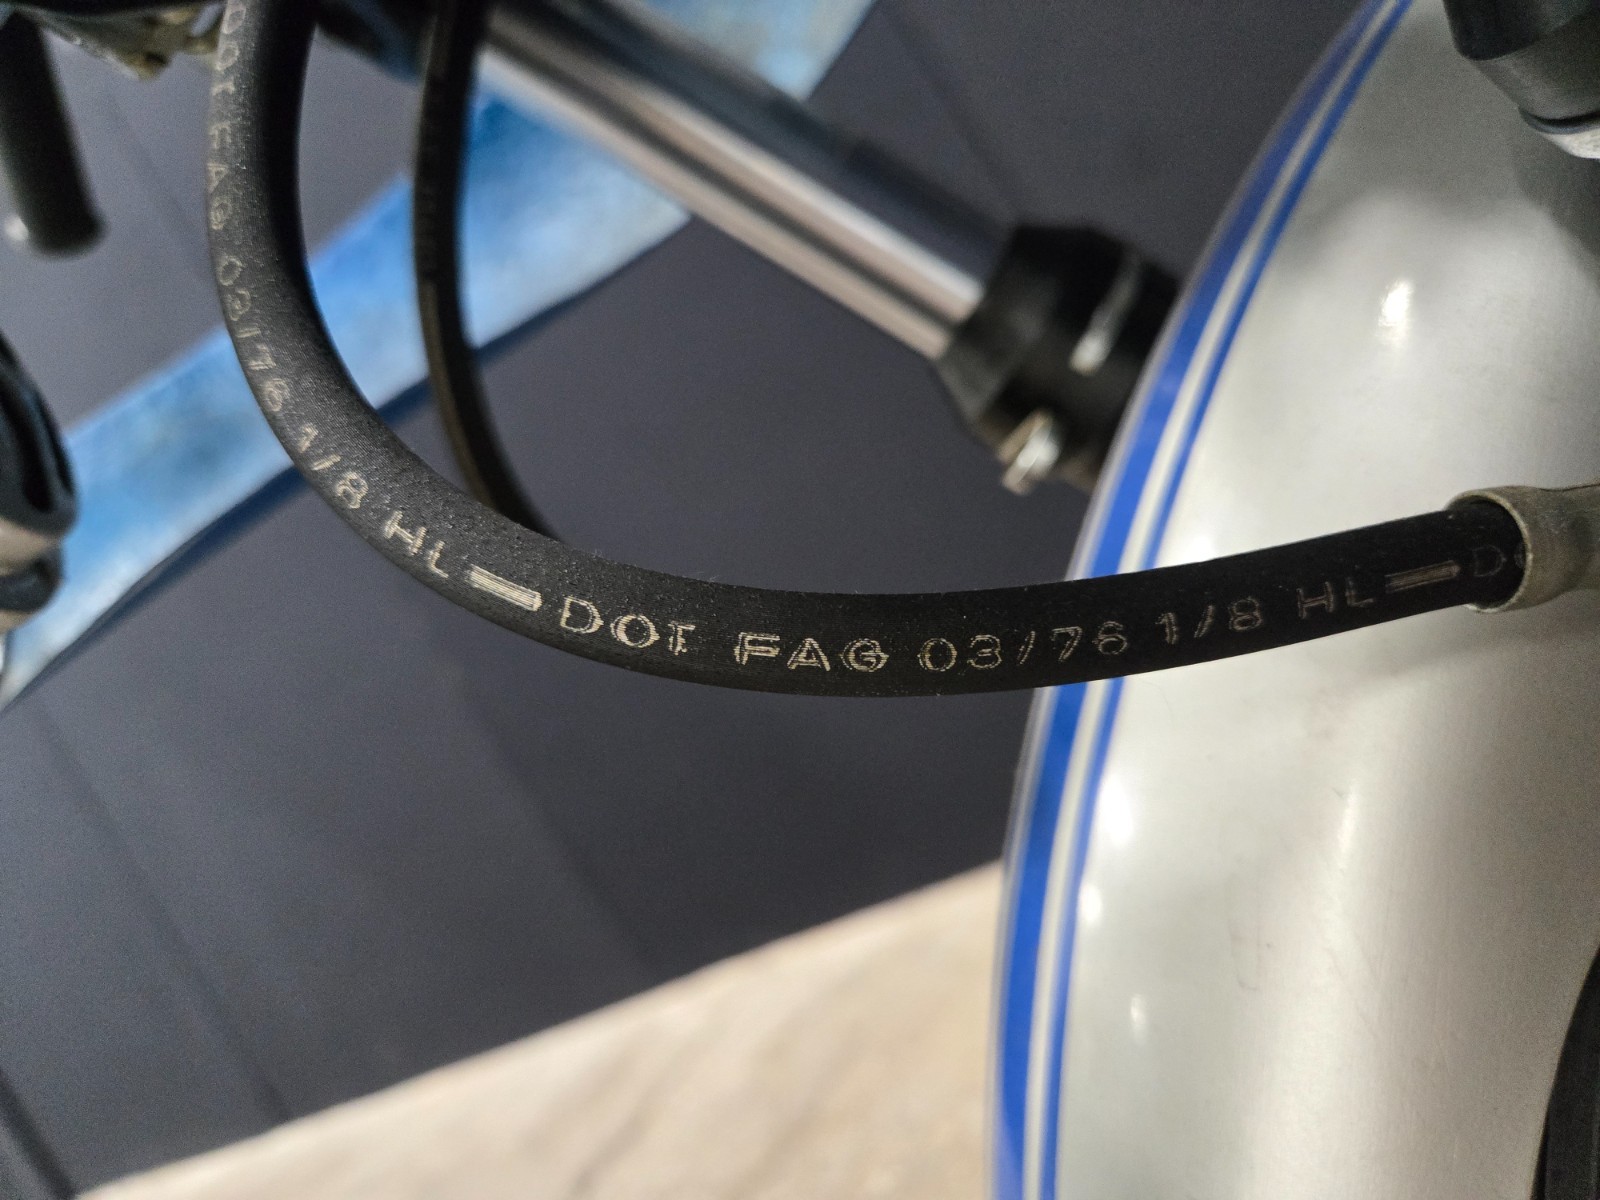 DOT FAG 03/76 1/8 HL DOT FAG 03/76 1/8 HL D